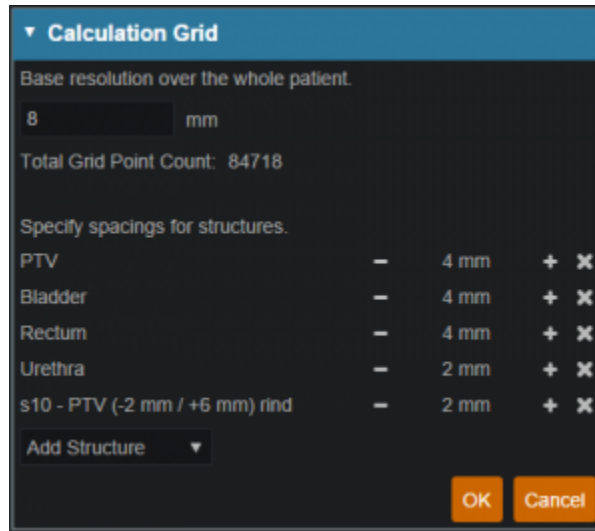 Calculation Grid
Base resolution over the whole patient.
8 mm
Total Grid Point Count: 84718
Specify spacings for structures.
PTV − 4 mm + ×
Bladder − 4 mm + ×
Rectum − 4 mm + ×
Urethra − 2 mm + ×
s10 - PTV (-2 mm / +6 mm) rind − 2 mm + ×
Add Structure
OK Cancel